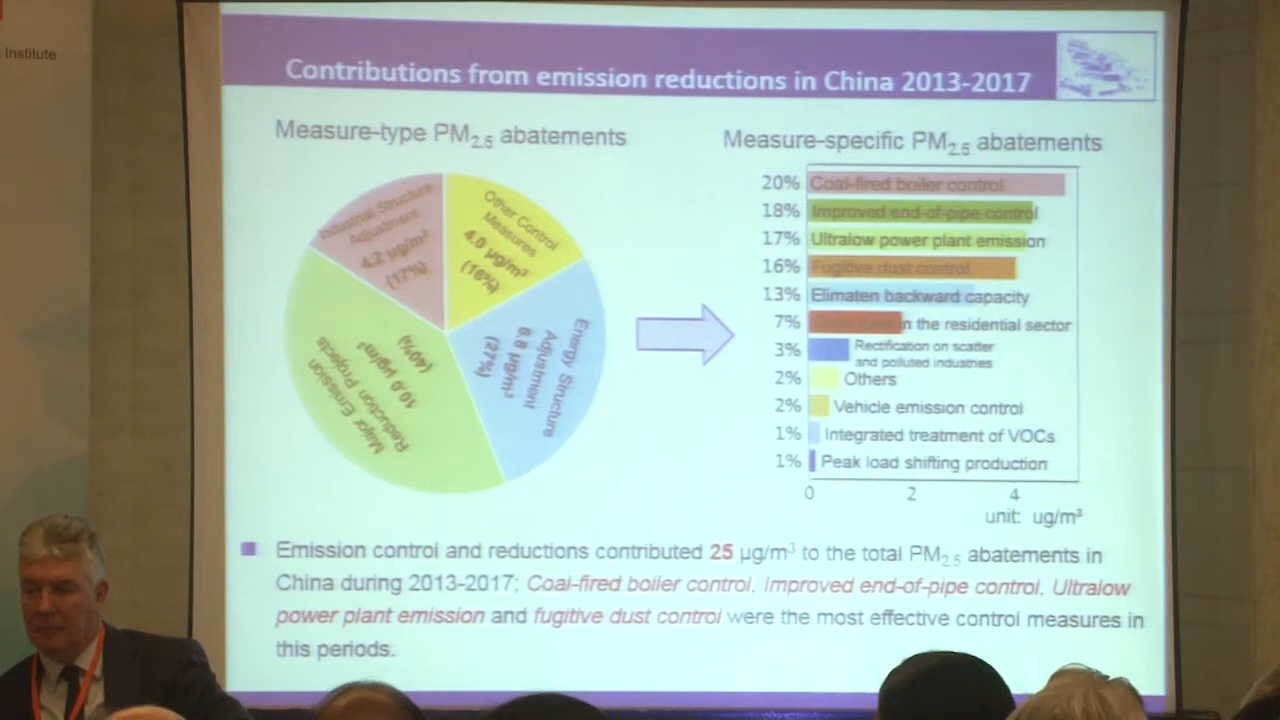 Institute
Contributions from emission reductions in China 2013-2017
Measure-type PM2.5 abatements
Industrial Structure
Adjustment
4.2 µg/m³
(17%)
Other Control
Measures
4.0 µg/m³
(16%)
Energy Structure
Adjustment
6.8 µg/m³
(27%)
Major Emission
Reduction Projects
10.0 µg/m³
(40%)
Measure-specific PM2.5 abatements
20% Coal-fired boiler control
18% Improved end-of-pipe control
17% Ultralow power plant emission
16% Fugitive dust control
13% Elimaten backward capacity
7% in the residential sector
3% Rectification on scatter
and polluted industries
2% Others
2% Vehicle emission control
1% Integrated treatment of VOCs
1% Peak load shifting production
0 2 4
unit: ug/m³
Emission control and reductions contributed 25 µg/m³ to the total PM2.5 abatements in
China during 2013-2017; Coal-fired boiler control, Improved end-of-pipe control, Ultralow
power plant emission and fugitive dust control were the most effective control measures in
this periods.